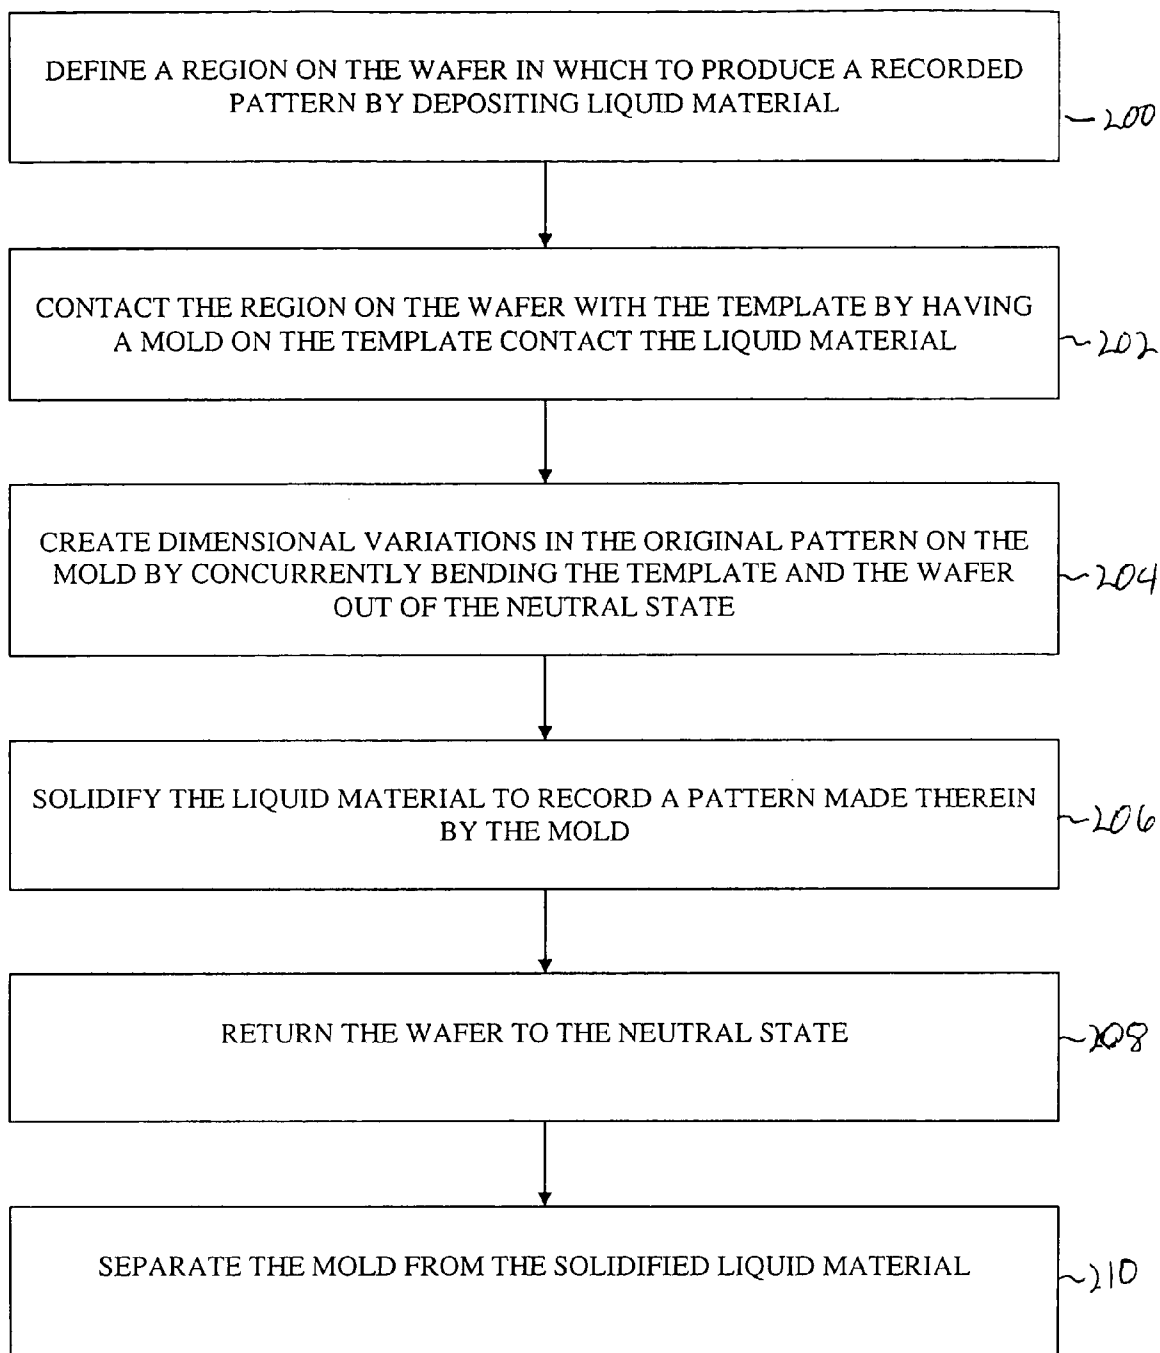 DEFINE A REGION ON THE WAFER IN WHICH TO PRODUCE A RECORDED
PATTERN BY DEPOSITING LIQUID MATERIAL
200
CONTACT THE REGION ON THE WAFER WITH THE TEMPLATE BY HAVING
A MOLD ON THE TEMPLATE CONTACT THE LIQUID MATERIAL
202
CREATE DIMENSIONAL VARIATIONS IN THE ORIGINAL PATTERN ON THE
MOLD BY CONCURRENTLY BENDING THE TEMPLATE AND THE WAFER
OUT OF THE NEUTRAL STATE
204
SOLIDIFY THE LIQUID MATERIAL TO RECORD A PATTERN MADE THEREIN
BY THE MOLD
206
RETURN THE WAFER TO THE NEUTRAL STATE
208
SEPARATE THE MOLD FROM THE SOLIDIFIED LIQUID MATERIAL
210